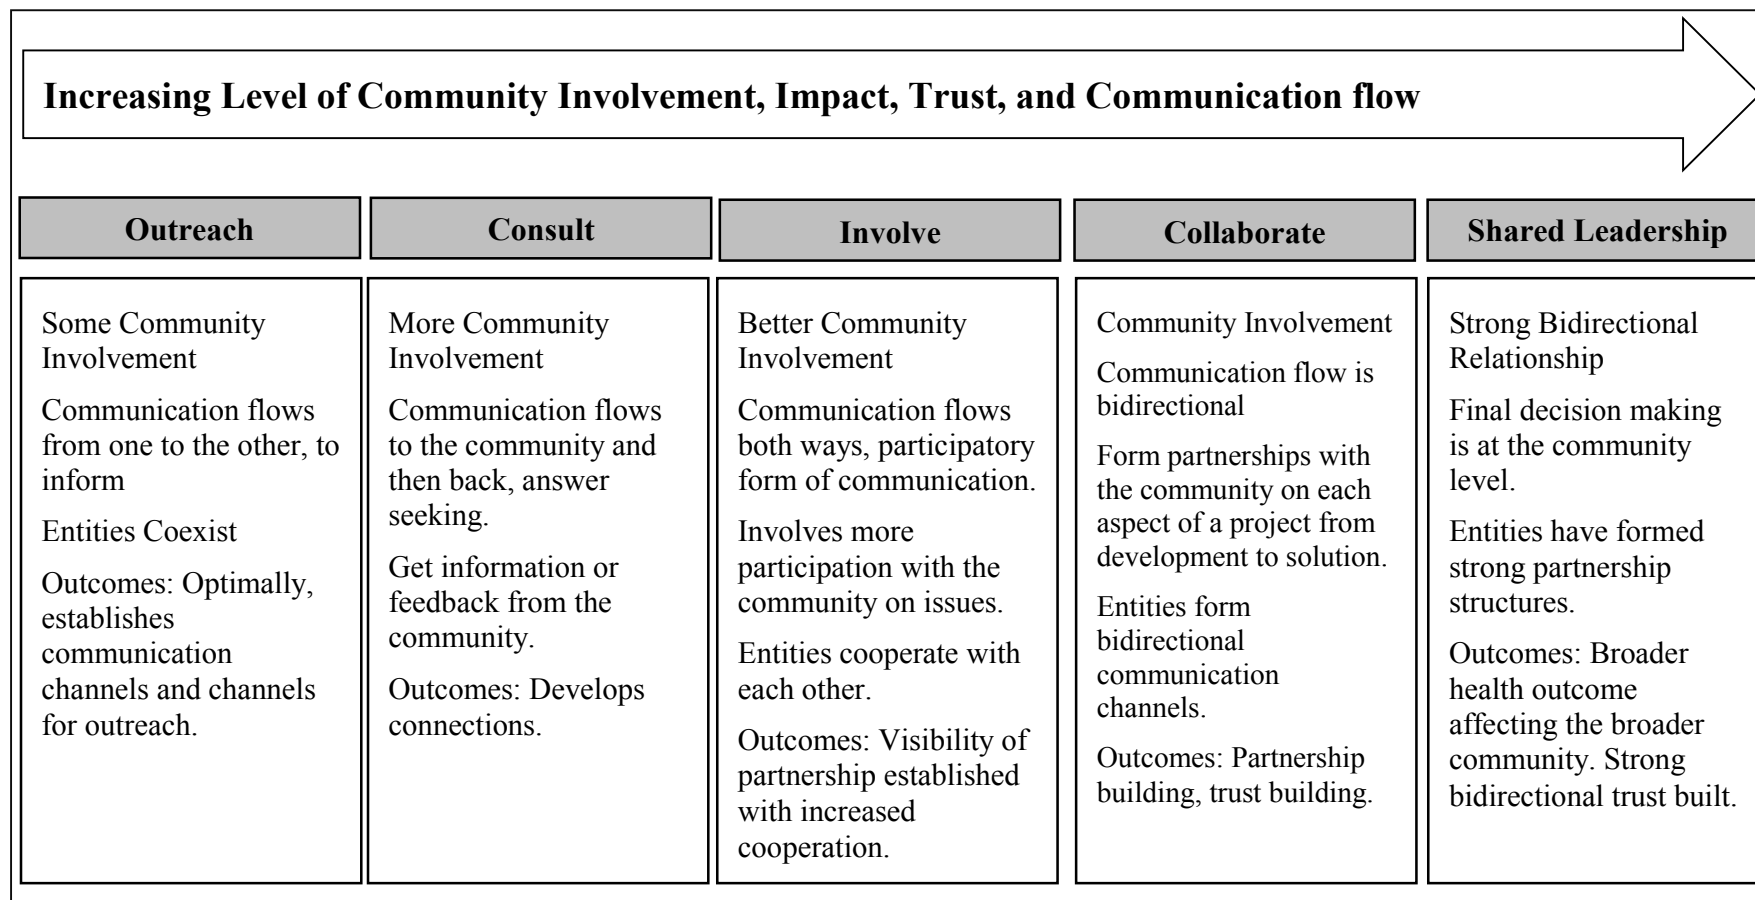 Increasing Level of Community Involvement, Impact, Trust, and Communication flow
Outreach
Some Community
Involvement
Communication flows
from one to the other, to
inform
Entities Coexist
Outcomes: Optimally,
establishes
communication
channels and channels
for outreach.
Consult
More Community
Involvement
Communication flows
to the community and
then back, answer
seeking.
Get information or
feedback from the
community.
Outcomes: Develops
connections.
Involve
Better Community
Involvement
Communication flows
both ways, participatory
form of communication.
Involves more
participation with the
community on issues.
Entities cooperate with
each other.
Outcomes: Visibility of
partnership established
with increased
cooperation.
Collaborate
Community Involvement
Communication flow is
bidirectional
Form partnerships with
the community on each
aspect of a project from
development to solution.
Entities form
bidirectional
communication
channels.
Outcomes: Partnership
building, trust building.
Shared Leadership
Strong Bidirectional
Relationship
Final decision making
is at the community
level.
Entities have formed
strong partnership
structures.
Outcomes: Broader
health outcome
affecting the broader
community. Strong
bidirectional trust built.